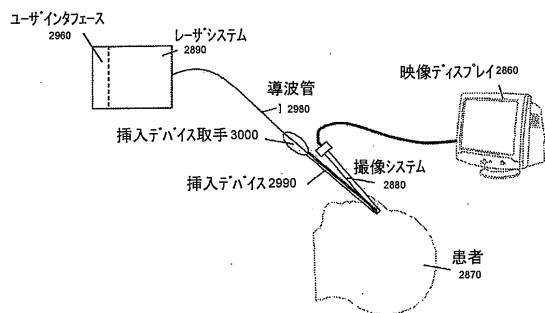 ユーザインタフェース
2960
レーザシステム
2890
導波管
2980
映像ディスプレイ 2860
挿入デバイス取手 3000
撮像システム
2880
挿入デバイス 2990
患者
2870